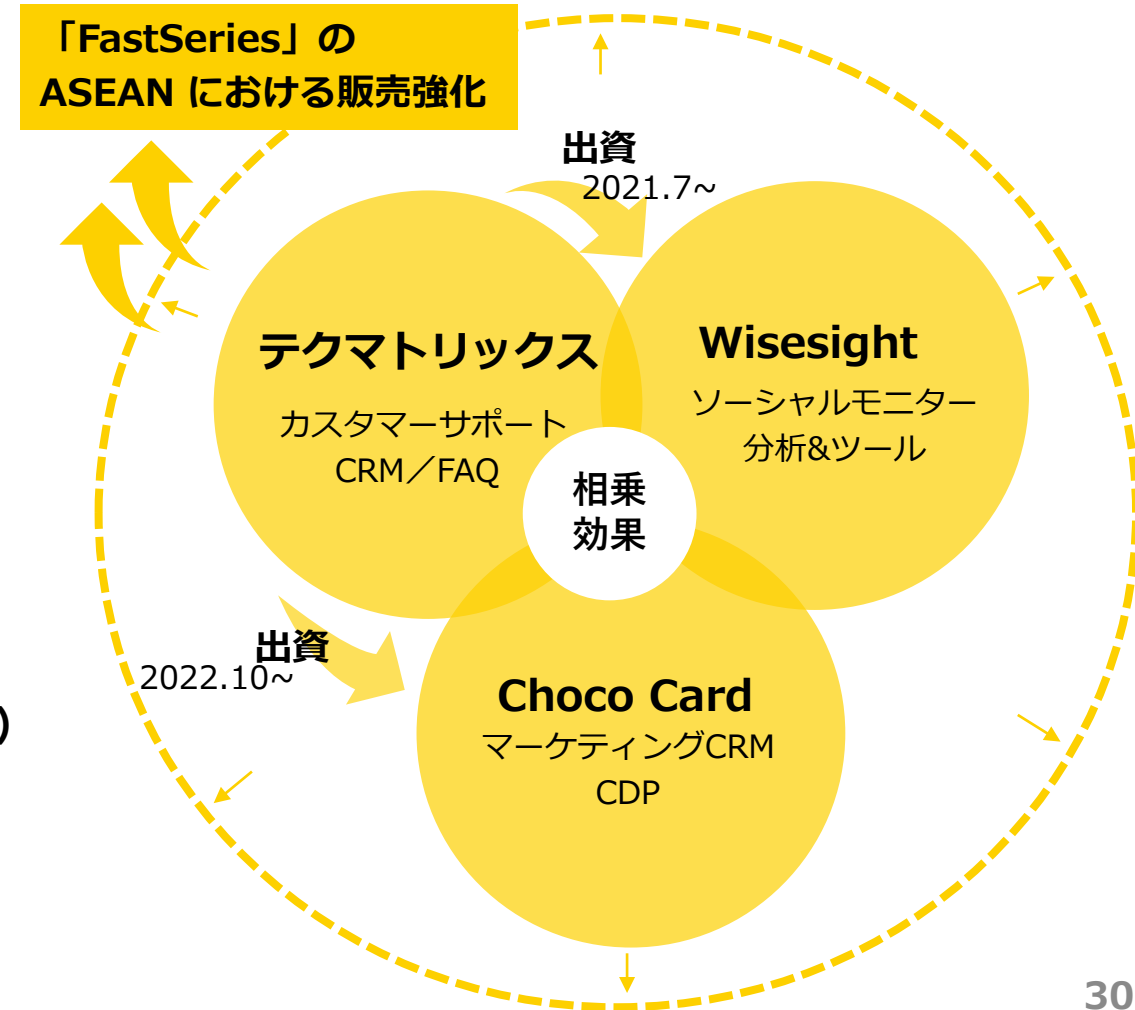 「FastSeries」の
ASEAN における販売強化
出資
2021.7~
テクマトリックス
カスタマーサポート
CRM／FAQ
Wisesight
ソーシャルモニター
分析&ツール
相乗
効果
出資
2022.10~
）
Choco Card
マーケティングCRM
CDP
30